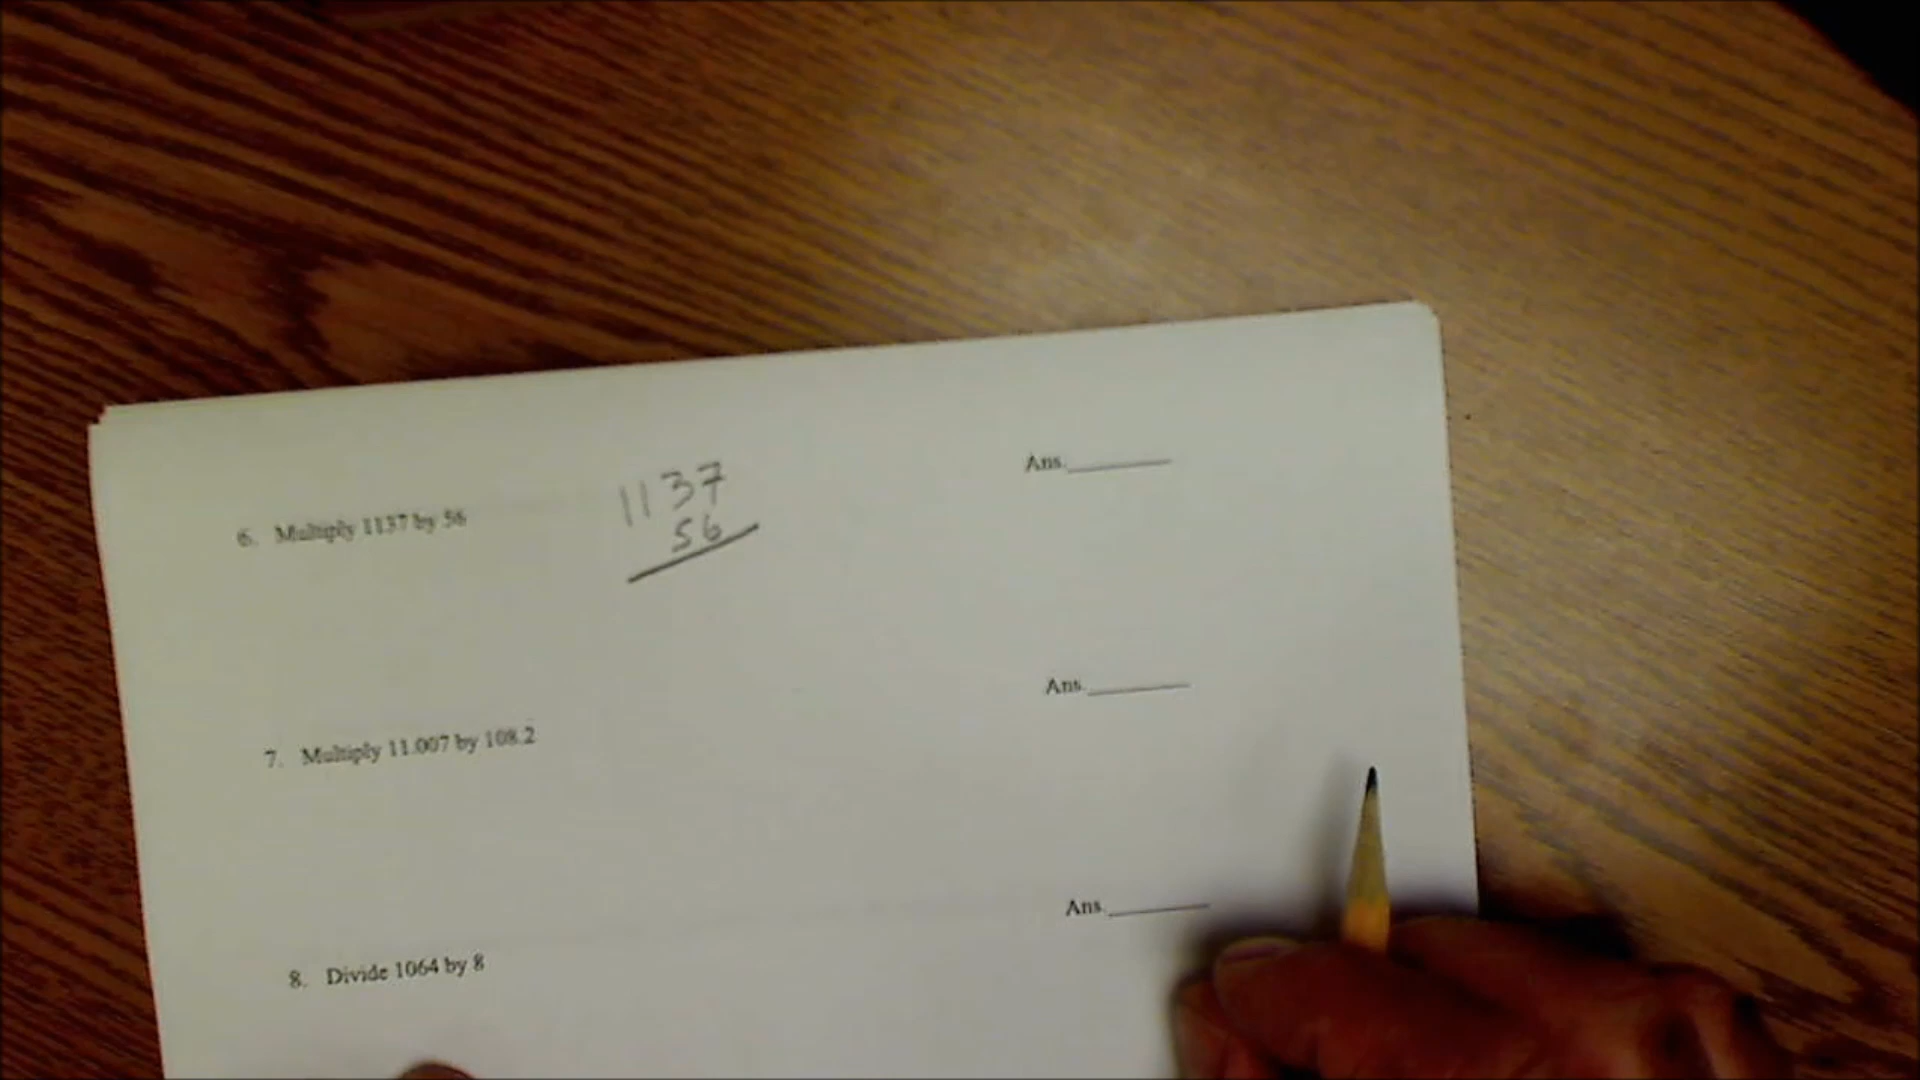 Ans.
1137
6. Multiply 1137 by 56
56
Ans.
7. Multiply 11.007 by 108.2
Ans.
8. Divide 1064 by 8